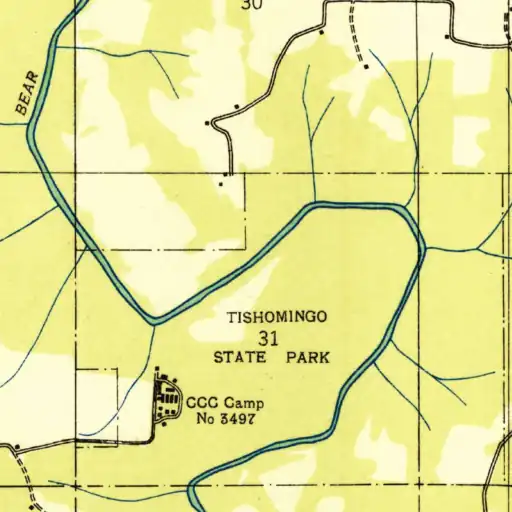 30
BEAR
TISHOMINGO
31
STATE PARK
CCC Camp
No 3497